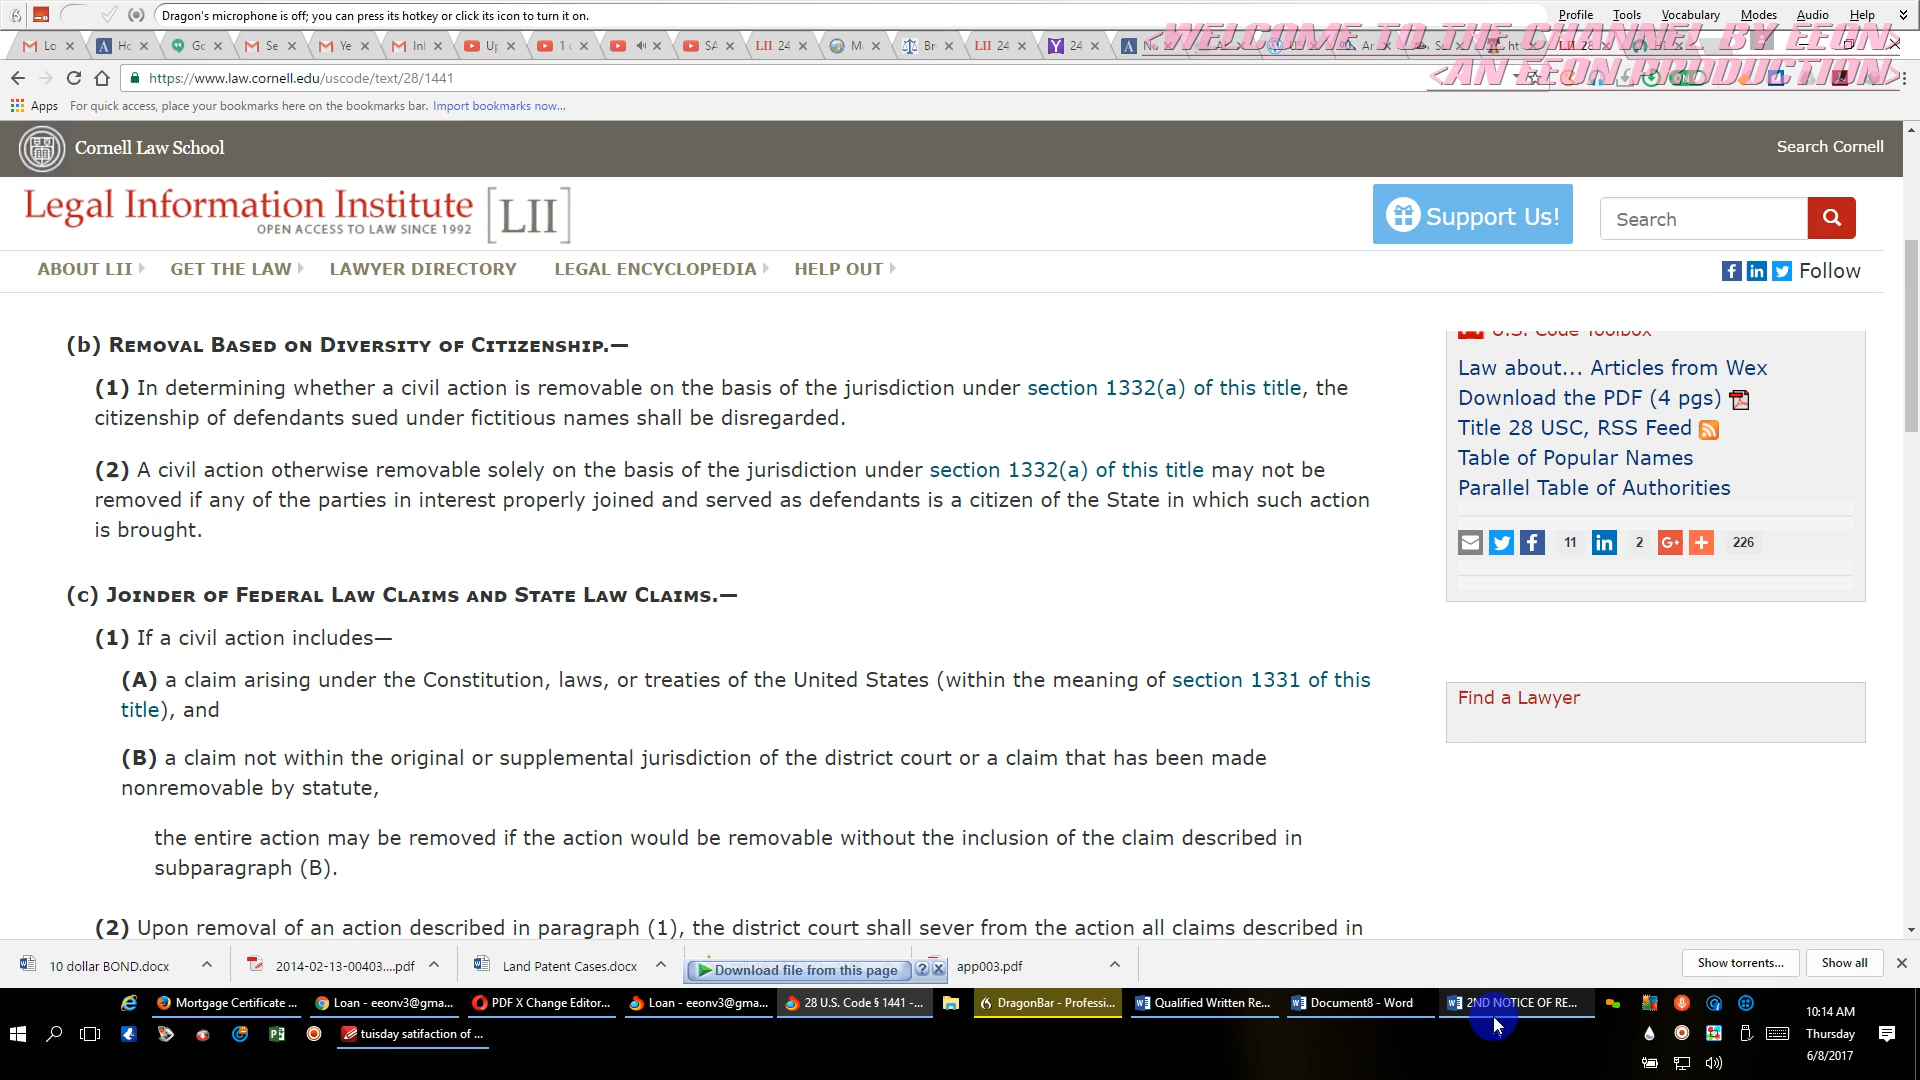 Dragon's microphone is off; you can press its hotkey or click its icon to turn it on.
Profile Tools Vocabulary Modes Audio Help
<WELCOME TO THE CHANNEL BY EEON>
<AN EEON PRODUCTION>
https://www.law.cornell.edu/uscode/text/28/1441
Apps For quick access, place your bookmarks here on the bookmarks bar. Import bookmarks now...
Cornell Law School
Search Cornell
Legal Information Institute [LII]
OPEN ACCESS TO LAW SINCE 1992
Support Us!
Search
ABOUT LII GET THE LAW LAWYER DIRECTORY LEGAL ENCYCLOPEDIA HELP OUT
Follow
(b) REMOVAL BASED ON DIVERSITY OF CITIZENSHIP.—
(1) In determining whether a civil action is removable on the basis of the jurisdiction under section 1332(a) of this title, the
citizenship of defendants sued under fictitious names shall be disregarded.
(2) A civil action otherwise removable solely on the basis of the jurisdiction under section 1332(a) of this title may not be
removed if any of the parties in interest properly joined and served as defendants is a citizen of the State in which such action
is brought.
(c) JOINDER OF FEDERAL LAW CLAIMS AND STATE LAW CLAIMS.—
(1) If a civil action includes—
(A) a claim arising under the Constitution, laws, or treaties of the United States (within the meaning of section 1331 of this
title), and
(B) a claim not within the original or supplemental jurisdiction of the district court or a claim that has been made
nonremovable by statute,
the entire action may be removed if the action would be removable without the inclusion of the claim described in
subparagraph (B).
(2) Upon removal of an action described in paragraph (1), the district court shall sever from the action all claims described in
U.S. Code Toolbox
Law about... Articles from Wex
Download the PDF (4 pgs)
Title 28 USC, RSS Feed
Table of Popular Names
Parallel Table of Authorities
11 2 226
Find a Lawyer
10 dollar BOND.docx
2014-02-13-00403....pdf
Land Patent Cases.docx
Download file from this page
app003.pdf
Show torrents...
Show all
Mortgage Certificate ...
Loan - eeonv3@gma...
PDF X Change Editor...
Loan - eeonv3@gma...
28 U.S. Code § 1441 -...
DragonBar - Professi...
Qualified Written Re...
Document8 - Word
2ND NOTICE OF RE...
tuisday satifaction of ...
10:14 AM
Thursday
6/8/2017